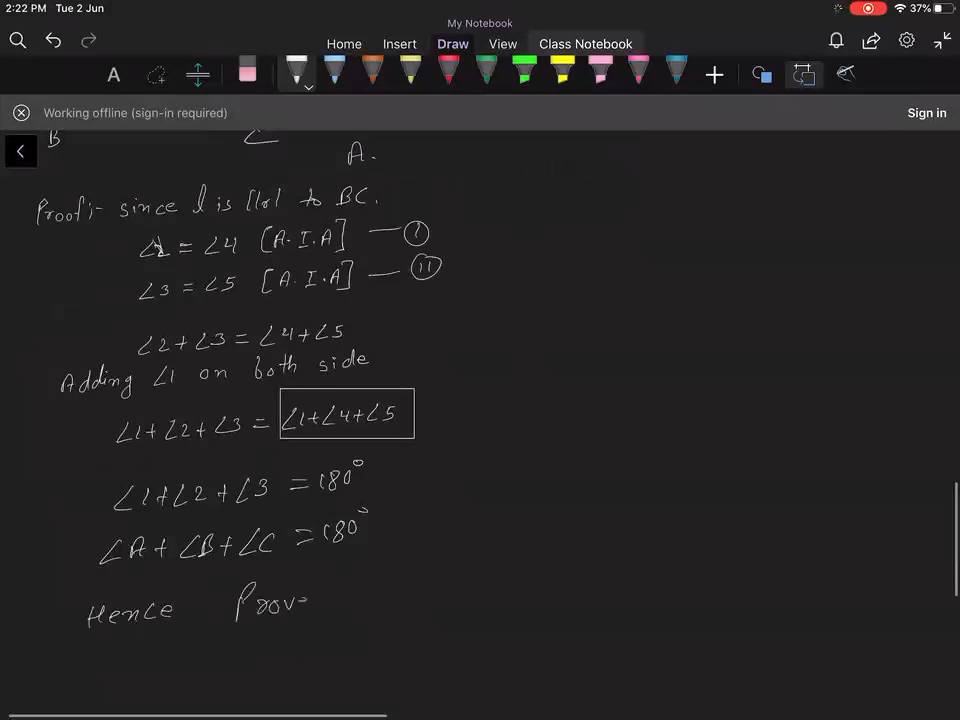 2:22 PM Tue 2 Jun
37%
My Notebook
Home Insert Draw View Class Notebook
A
Working offline (sign-in required) Sign in
B C
A.
Proof:- since l is llrl to BC.
∠2 = ∠4 [A.I.A] — I
∠3 = ∠5 [A.I.A] — II
∠2 + ∠3 = ∠4 + ∠5
Adding ∠1 on both side
∠1 + ∠2 + ∠3 = ∠1 + ∠4 + ∠5
∠1 + ∠2 + ∠3 = 180°
∠A + ∠B + ∠C = 180°
Hence Prov